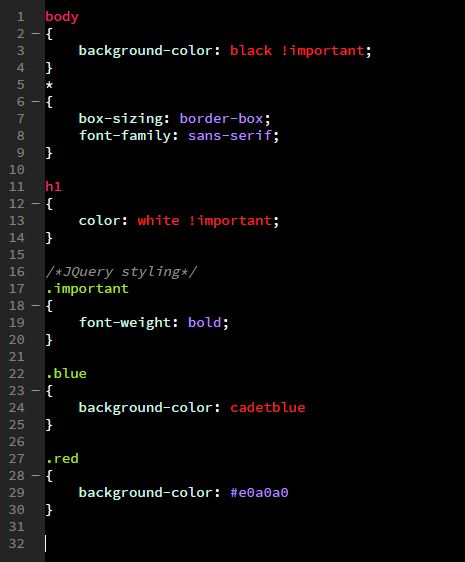 1 body
2 {
3     background-color: black !important;
4 }
5 *
6 {
7     box-sizing: border-box;
8     font-family: sans-serif;
9 }
10
11 h1
12 {
13     color: white !important;
14 }
15
16 /*JQuery styling*/
17 .important
18 {
19     font-weight: bold;
20 }
21
22 .blue
23 {
24     background-color: cadetblue
25 }
26
27 .red
28 {
29     background-color: #e0a0a0
30 }
31
32